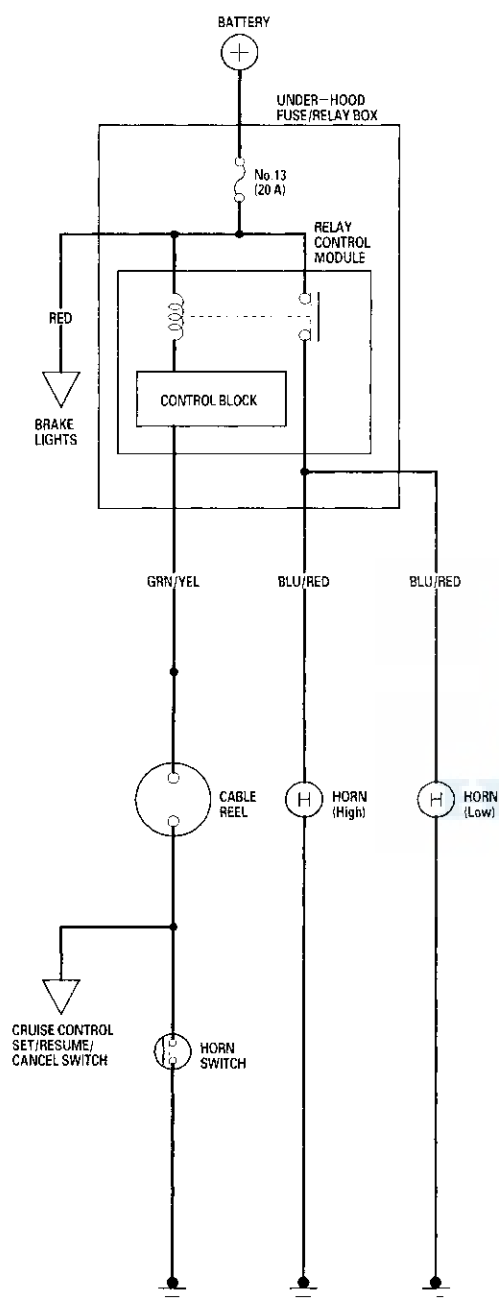 BATTERY
UNDER-HOOD
FUSE/RELAY BOX
No.13
(20 A)
RELAY
CONTROL
MODULE
RED
CONTROL BLOCK
BRAKE
LIGHTS
GRN/YEL
BLU/RED
BLU/RED
CABLE
REEL
H
HORN
(High)
H
HORN
(Low)
CRUISE CONTROL
SET/RESUME/
CANCEL SWITCH
HORN
SWITCH